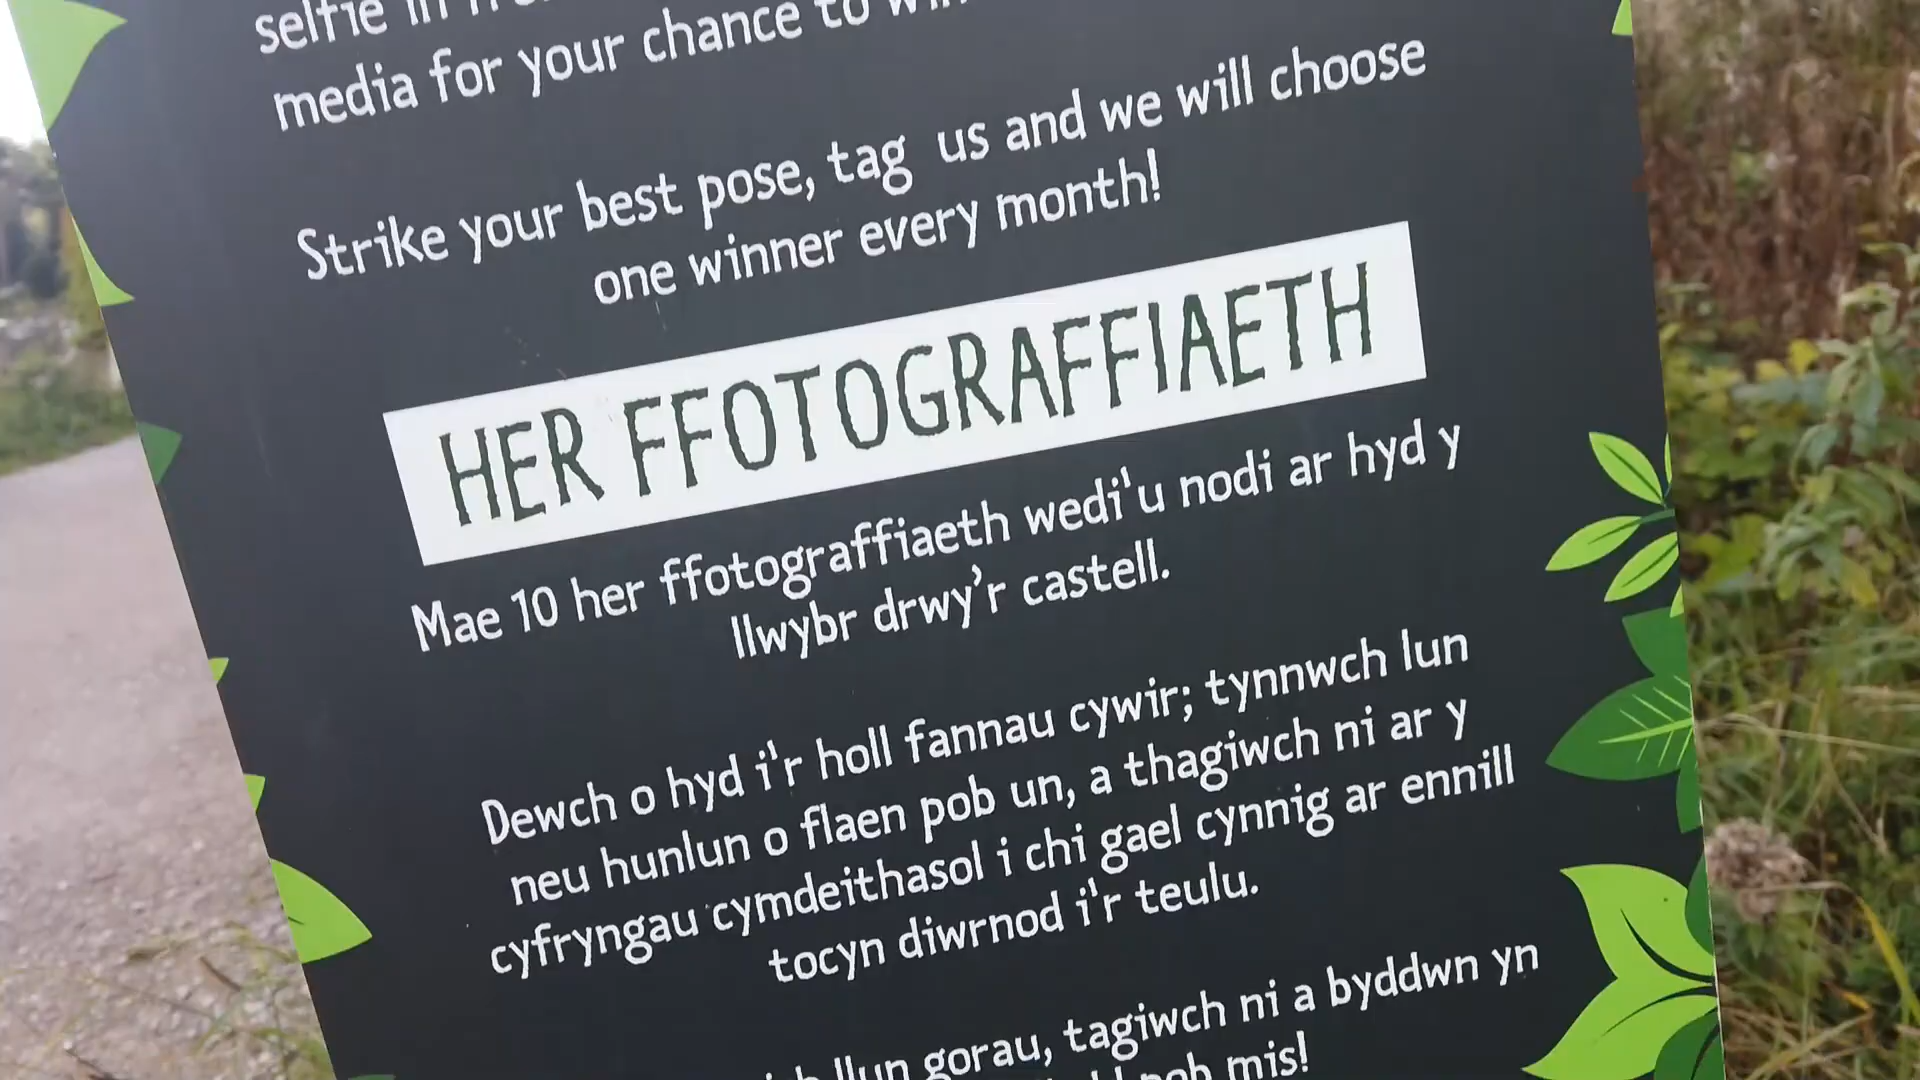 selfie in
media for your chance to win
Strike your best pose, tag us and we will choose
one winner every month!
HER FFOTOGRAFFIAETH
Mae 10 her ffotograffiaeth wedi'u nodi ar hyd y
llwybr drwy'r castell.
Dewch o hyd i'r holl fannau cywir; tynnwch lun
neu hunlun o flaen pob un, a thagiwch ni ar y
cyfryngau cymdeithasol i chi gael cynnig ar ennill
tocyn diwrnod i'r teulu.
llun gorau, tagiwch ni a byddwn yn
pob mis!